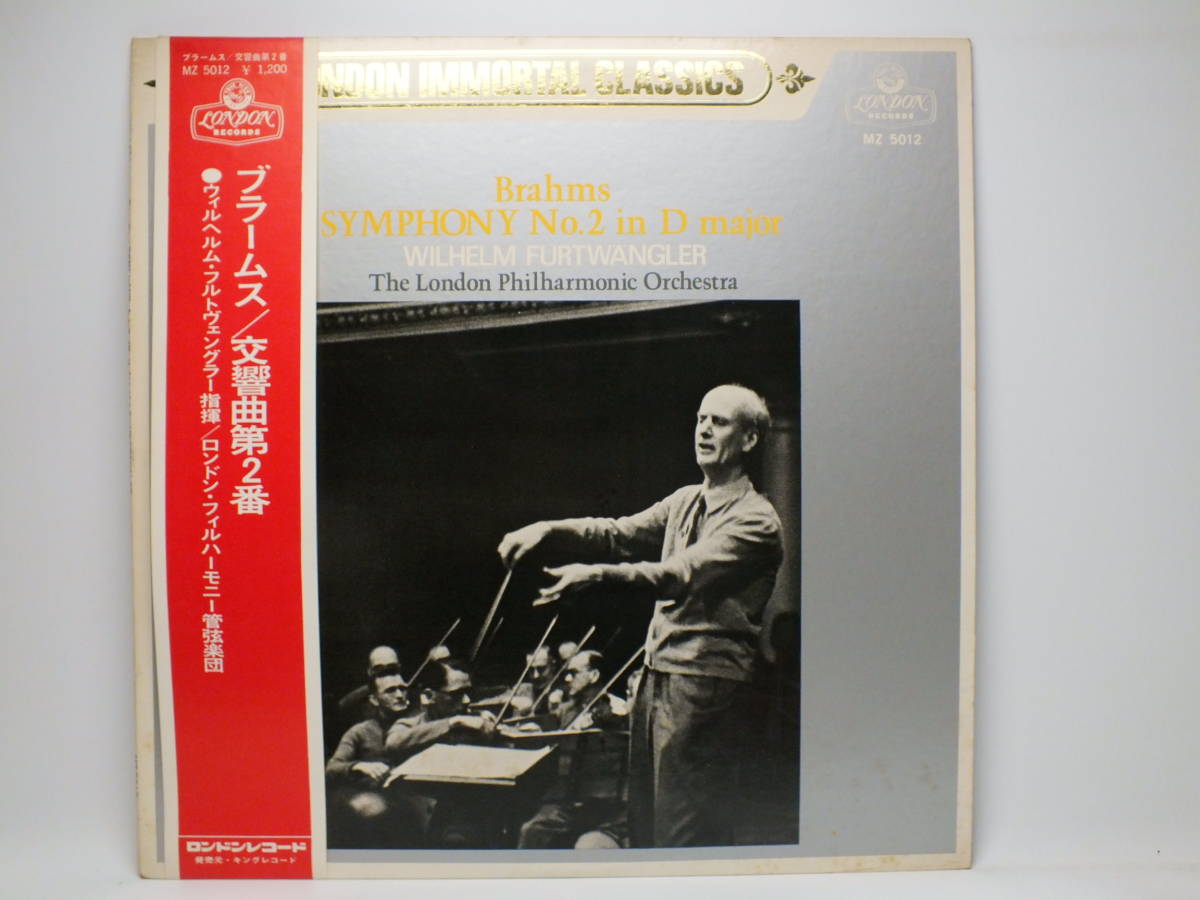 ブラームス/交響曲第2番
MZ 5012 ¥ 1,200
LONDON
RECORDS
ブラームス/交響曲第2番
●ウィルヘルム・フルトヴェングラー指揮/ロンドン・フィルハーモニー管弦楽団
ロンドンレコード
発売元・キングレコード
NDON IMMORTAL CLASSICS
LONDON
RECORDS
MZ 5012
Brahms
SYMPHONY No.2 in D major
WILHELM FURTWÄNGLER
The London Philharmonic Orchestra